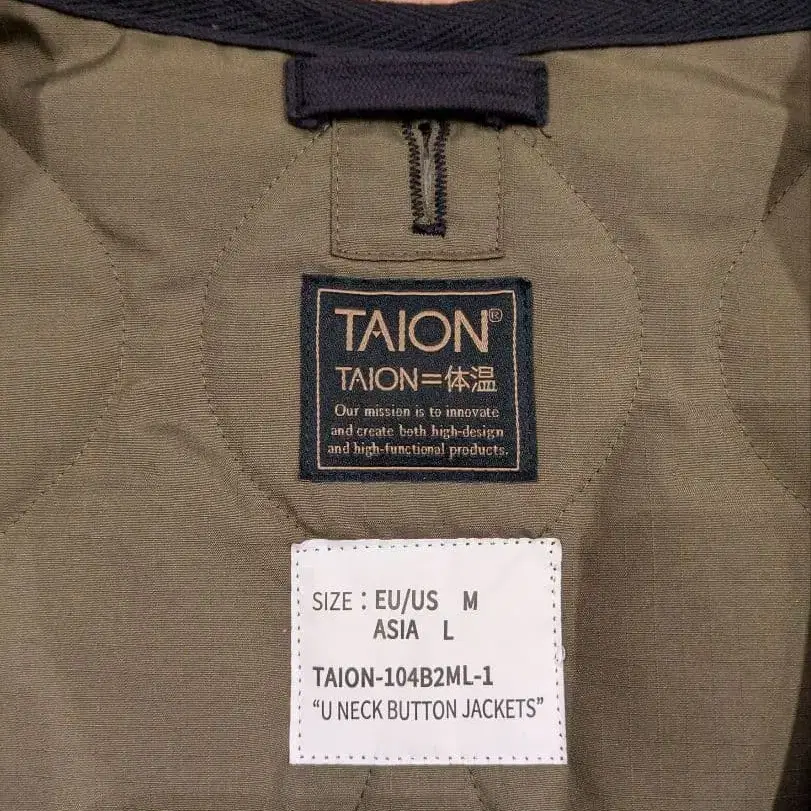 TAION®
TAION=体温
Our mission is to innovate
and create both high-design
and high-functional products.
SIZE : EU/US M
ASIA L
TAION-104B2ML-1
“U NECK BUTTON JACKETS”